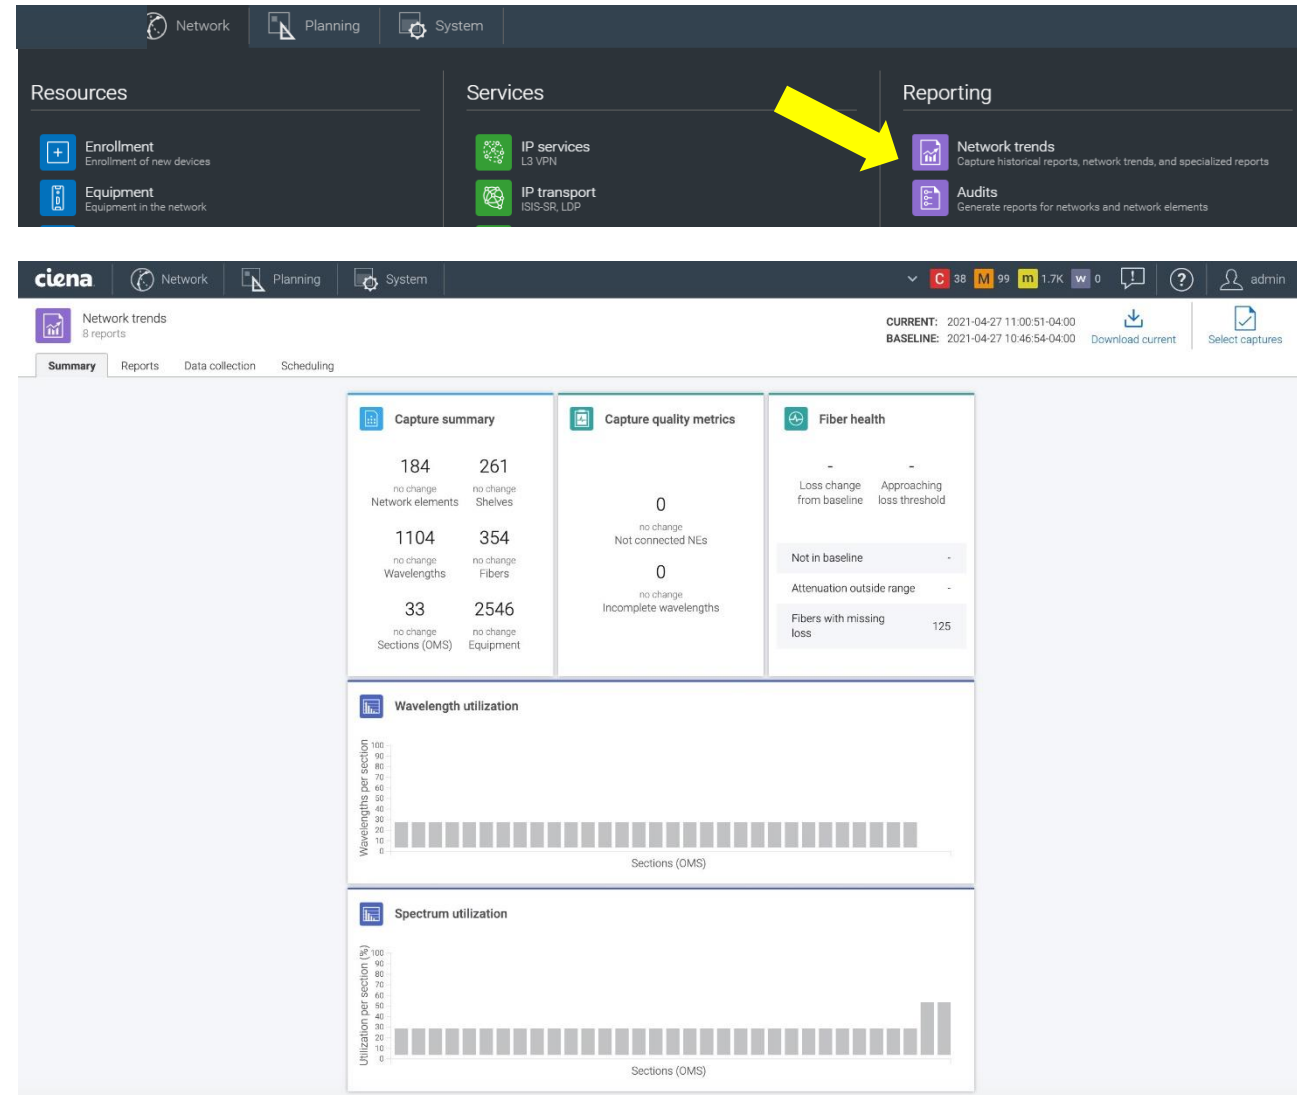 Network Planning System
Resources Services Reporting
Enrollment
Enrollment of new devices
Equipment
Equipment in the network
IP services
L3 VPN
IP transport
ISIS-SR, LDP
Network trends
Capture historical reports, network trends, and specialized reports
Audits
Generate reports for networks and network elements
ciena Network Planning System C 38 M 99 m 1.7K w 0 ? admin
Network trends
8 reports
CURRENT: 2021-04-27 11:00:51-04:00
BASELINE: 2021-04-27 10:46:54-04:00
Download current
Select captures
Summary Reports Data collection Scheduling
Capture summary
184 261
no change no change
Network elements Shelves
1104 354
no change no change
Wavelengths Fibers
33 2546
no change no change
Sections (OMS) Equipment
Capture quality metrics
0
no change
Not connected NEs
0
no change
Incomplete wavelengths
Fiber health
- -
Loss change Approaching
from baseline loss threshold
Not in baseline -
Attenuation outside range -
Fibers with missing
loss 125
Wavelength utilization
Wavelengths per section
100
90
80
70
60
50
40
30
20
10
0
Sections (OMS)
Spectrum utilization
Utilization per section (%)
100
90
80
70
60
50
40
30
20
10
0
Sections (OMS)